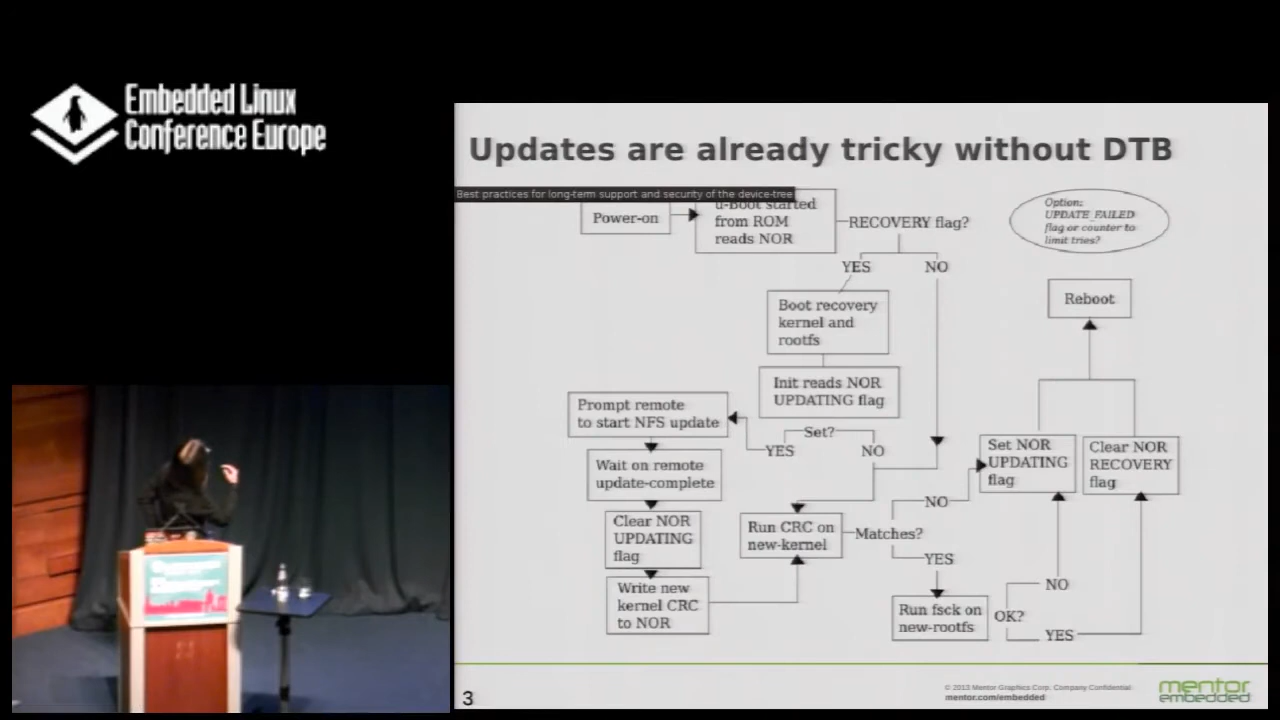 Embedded Linux
Conference Europe
Updates are already tricky without DTB
Best practices for long-term support and security of the device-tree
Power-on
u-Boot started
from ROM
reads NOR
RECOVERY flag?
Option:
UPDATE_FAILED
flag or counter to
limit tries?
YES
NO
Boot recovery
kernel and
rootfs
Reboot
Init reads NOR
UPDATING flag
Prompt remote
to start NFS update
Set?
YES
NO
Set NOR
UPDATING
flag
Clear NOR
RECOVERY
flag
Wait on remote
update-complete
NO
Clear NOR
UPDATING
flag
Run CRC on
new-kernel
Matches?
YES
Write new
kernel CRC
to NOR
NO
Run fsck on
new-rootfs
OK?
YES
3
© 2013 Mentor Graphics Corp. Company Confidential
mentor.com/embedded
mentor
embedded